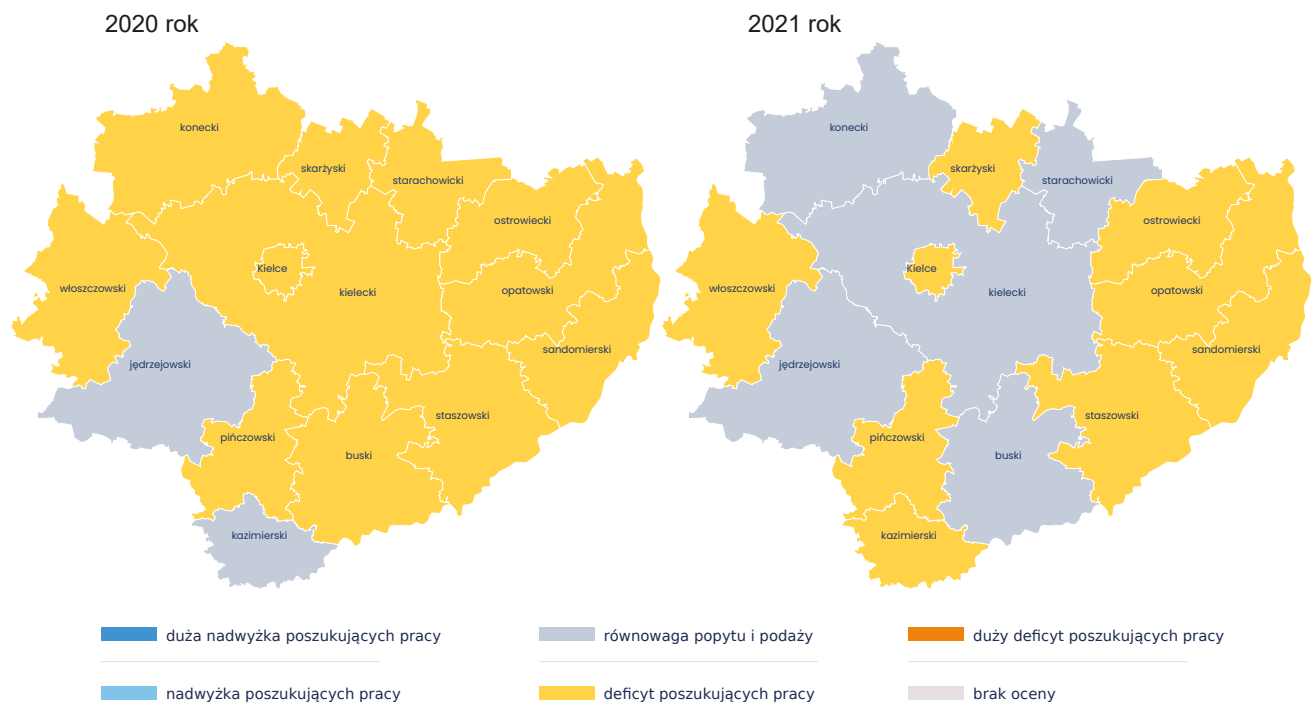 2020 rok
konecki
skarżyski
starachowicki
ostrowiecki
Kielce
włoszczowski
kielecki
opatowski
sandomierski
jędrzejowski
staszowski
pińczowski
buski
kazimierski
2021 rok
konecki
skarżyski
starachowicki
ostrowiecki
Kielce
włoszczowski
kielecki
opatowski
sandomierski
jędrzejowski
staszowski
pińczowski
buski
kazimierski
duża nadwyżka poszukujących pracy
równowaga popytu i podaży
duży deficyt poszukujących pracy
nadwyżka poszukujących pracy
deficyt poszukujących pracy
brak oceny